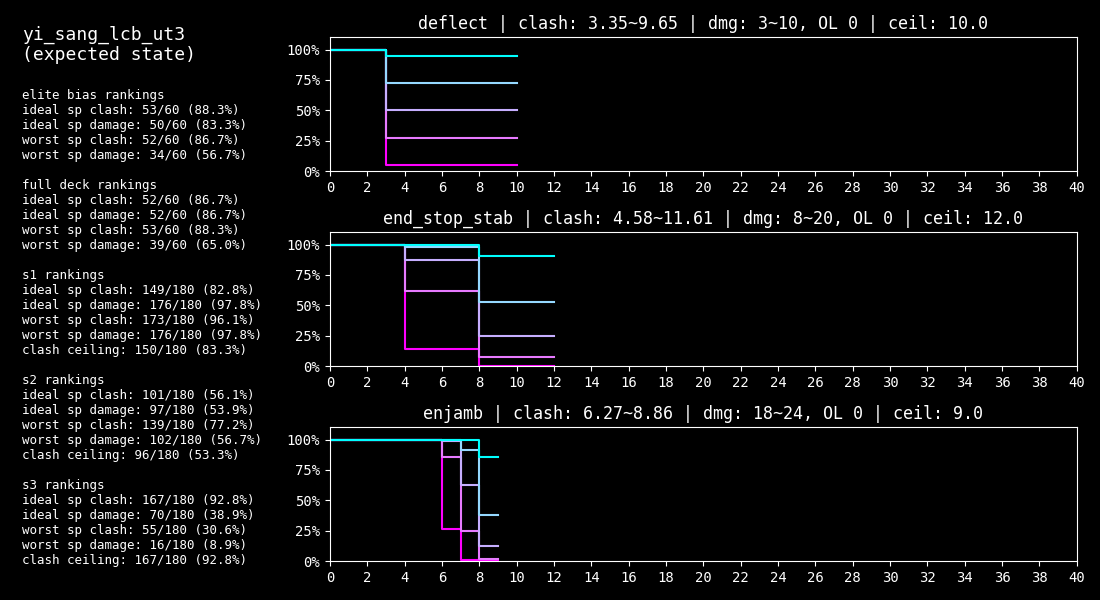 yi_sang_lcb_ut3
(expected state)
elite bias rankings
ideal sp clash: 53/60 (88.3%)
ideal sp damage: 50/60 (83.3%)
worst sp clash: 52/60 (86.7%)
worst sp damage: 34/60 (56.7%)
full deck rankings
ideal sp clash: 52/60 (86.7%)
ideal sp damage: 52/60 (86.7%)
worst sp clash: 53/60 (88.3%)
worst sp damage: 39/60 (65.0%)
s1 rankings
ideal sp clash: 149/180 (82.8%)
ideal sp damage: 176/180 (97.8%)
worst sp clash: 173/180 (96.1%)
worst sp damage: 176/180 (97.8%)
clash ceiling: 150/180 (83.3%)
s2 rankings
ideal sp clash: 101/180 (56.1%)
ideal sp damage: 97/180 (53.9%)
worst sp clash: 139/180 (77.2%)
worst sp damage: 102/180 (56.7%)
clash ceiling: 96/180 (53.3%)
s3 rankings
ideal sp clash: 167/180 (92.8%)
ideal sp damage: 70/180 (38.9%)
worst sp clash: 55/180 (30.6%)
worst sp damage: 16/180 (8.9%)
clash ceiling: 167/180 (92.8%)
deflect | clash: 3.35~9.65 | dmg: 3~10, OL 0 | ceil: 10.0
100%
75%
50%
25%
0%
0 2 4 6 8 10 12 14 16 18 20 22 24 26 28 30 32 34 36 38 40
end_stop_stab | clash: 4.58~11.61 | dmg: 8~20, OL 0 | ceil: 12.0
100%
75%
50%
25%
0%
0 2 4 6 8 10 12 14 16 18 20 22 24 26 28 30 32 34 36 38 40
enjamb | clash: 6.27~8.86 | dmg: 18~24, OL 0 | ceil: 9.0
100%
75%
50%
25%
0%
0 2 4 6 8 10 12 14 16 18 20 22 24 26 28 30 32 34 36 38 40